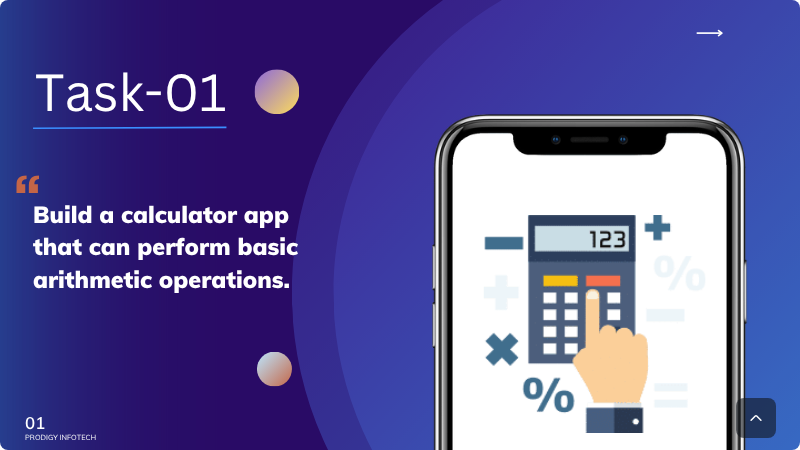 Task-01
“
Build a calculator app
that can perform basic
arithmetic operations.
123
%
%
01
PRODIGY INFOTECH